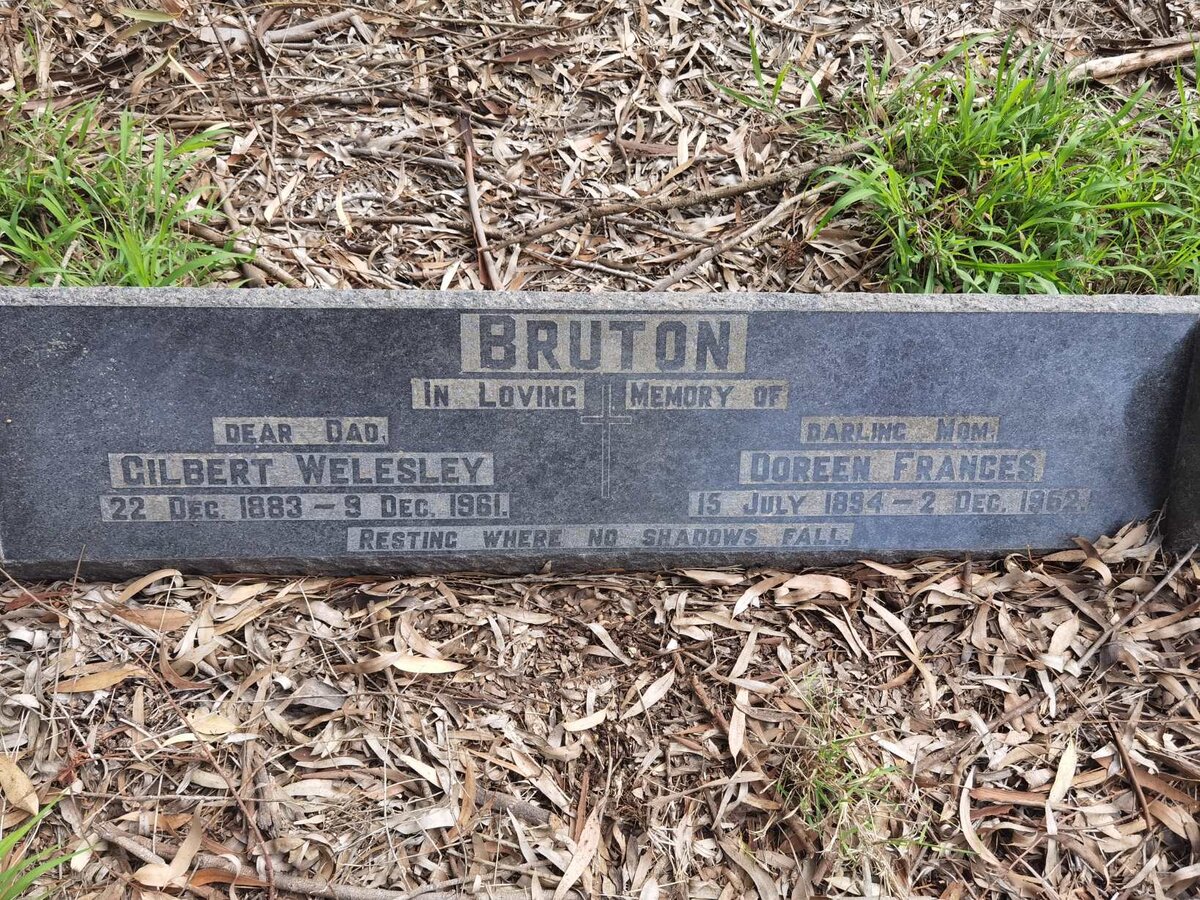 BRUTON
IN LOVING MEMORY OF
DEAR DAD,
GILBERT WELESLEY
22 DEC. 1883 – 9 DEC. 1961.
DARLING MOM.
DOREEN FRANCES
15 JULY 1894 – 2 DEC. 1962.
RESTING WHERE NO SHADOWS FALL.